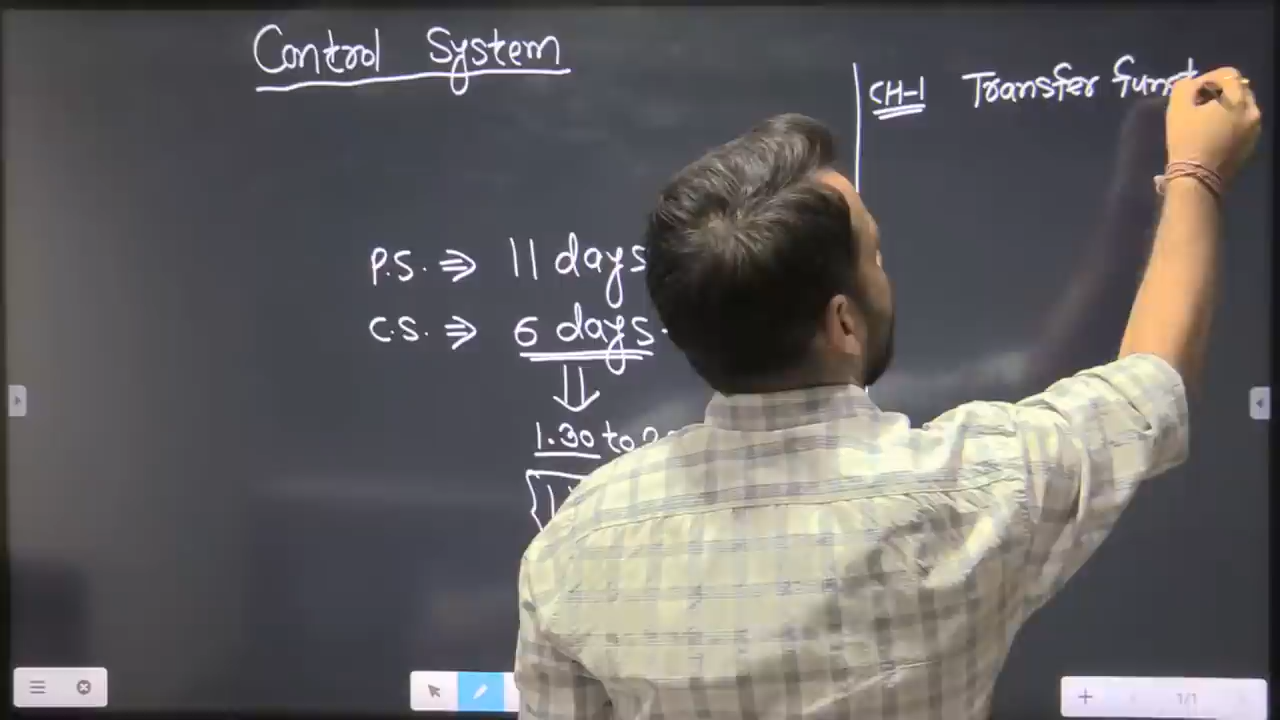 Control System
P.S. ⇒ 11 days
C.S. ⇒ 6 days
1.30 to
CH-1 Transfer funct
1/1